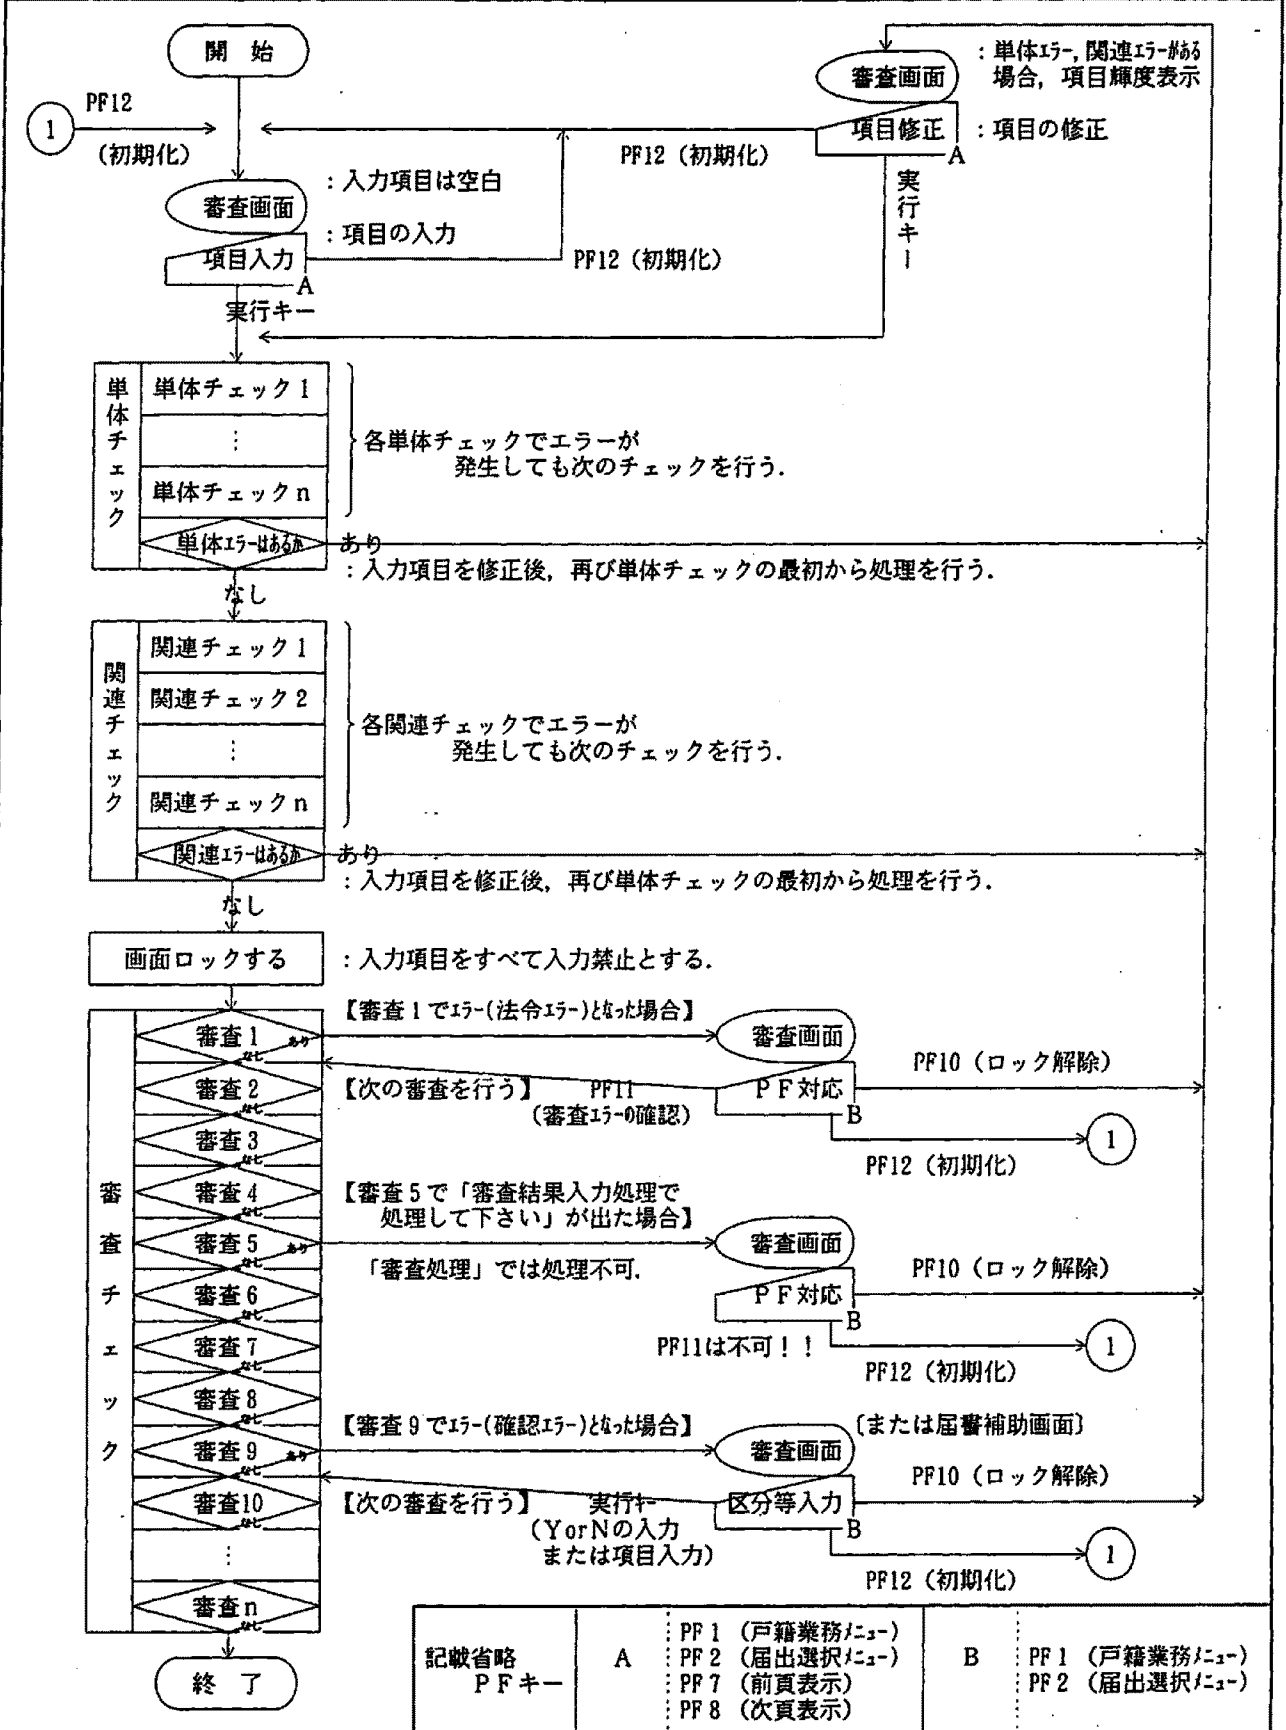 開 始
: 単体エラー, 関連エラーがある
場合, 項目輝度表示
審査画面
項目修正
: 項目の修正
A
PF12
1
(初期化)
PF12 (初期化)
実行キー
: 入力項目は空白
審査画面
: 項目の入力
項目入力
A
PF12 (初期化)
実行キー
単体チェック
単体チェック1
⋮
単体チェックn
各単体チェックでエラーが
発生しても次のチェックを行う.
単体エラーはあるか
あり
: 入力項目を修正後, 再び単体チェックの最初から処理を行う.
なし
関連チェック
関連チェック1
関連チェック2
⋮
関連チェックn
各関連チェックでエラーが
発生しても次のチェックを行う.
関連エラーはあるか
あり
: 入力項目を修正後, 再び単体チェックの最初から処理を行う.
なし
画面ロックする
: 入力項目をすべて入力禁止とする.
審査チェック
審査1
あり
なし
【審査1でエラー(法令エラー)となった場合】
審査画面
PF対応
B
PF10 (ロック解除)
PF12 (初期化)
1
【次の審査を行う】
PF11
(審査エラーの確認)
審査2
なし
審査3
なし
審査4
なし
【審査5で「審査結果入力処理で
処理して下さい」が出た場合】
審査5
あり
なし
審査画面
「審査処理」では処理不可.
PF対応
B
PF10 (ロック解除)
PF11は不可!!
PF12 (初期化)
1
審査6
なし
審査7
なし
審査8
なし
【審査9でエラー(確認エラー)となった場合】
審査9
あり
なし
審査画面
〔または届書補助画面〕
区分等入力
B
PF10 (ロック解除)
【次の審査を行う】
実行キー
(YorNの入力
または項目入力)
PF12 (初期化)
1
審査10
なし
⋮
審査n
なし
終 了
記載省略
PFキー
A
PF1 (戸籍業務メニュー)
PF2 (届出選択メニュー)
PF7 (前頁表示)
PF8 (次頁表示)
B
PF1 (戸籍業務メニュー)
PF2 (届出選択メニュー)